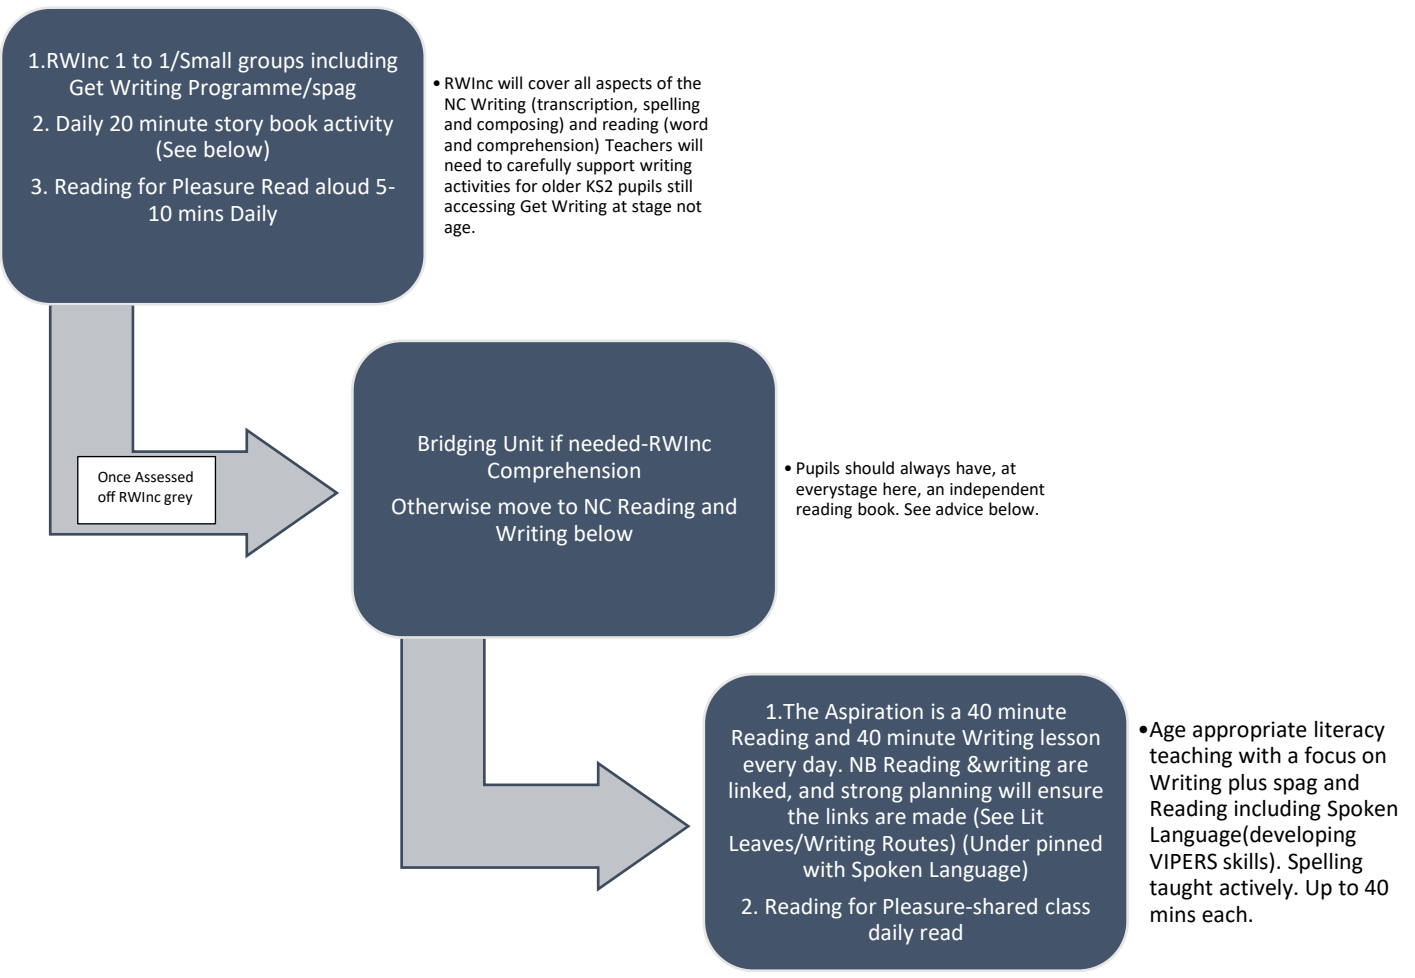 1.RWInc 1 to 1/Small groups including
Get Writing Programme/spag
2. Daily 20 minute story book activity
(See below)
3. Reading for Pleasure Read aloud 5-
10 mins Daily
• RWInc will cover all aspects of the
NC Writing (transcription, spelling
and composing) and reading (word
and comprehension) Teachers will
need to carefully support writing
activities for older KS2 pupils still
accessing Get Writing at stage not
age.
Once Assessed
off RWInc grey
Bridging Unit if needed-RWInc
Comprehension
Otherwise move to NC Reading and
Writing below
• Pupils should always have, at
everystage here, an independent
reading book. See advice below.
1.The Aspiration is a 40 minute
Reading and 40 minute Writing lesson
every day. NB Reading &writing are
linked, and strong planning will ensure
the links are made (See Lit
Leaves/Writing Routes) (Under pinned
with Spoken Language)
2. Reading for Pleasure-shared class
daily read
•Age appropriate literacy
teaching with a focus on
Writing plus spag and
Reading including Spoken
Language(developing
VIPERS skills). Spelling
taught actively. Up to 40
mins each.